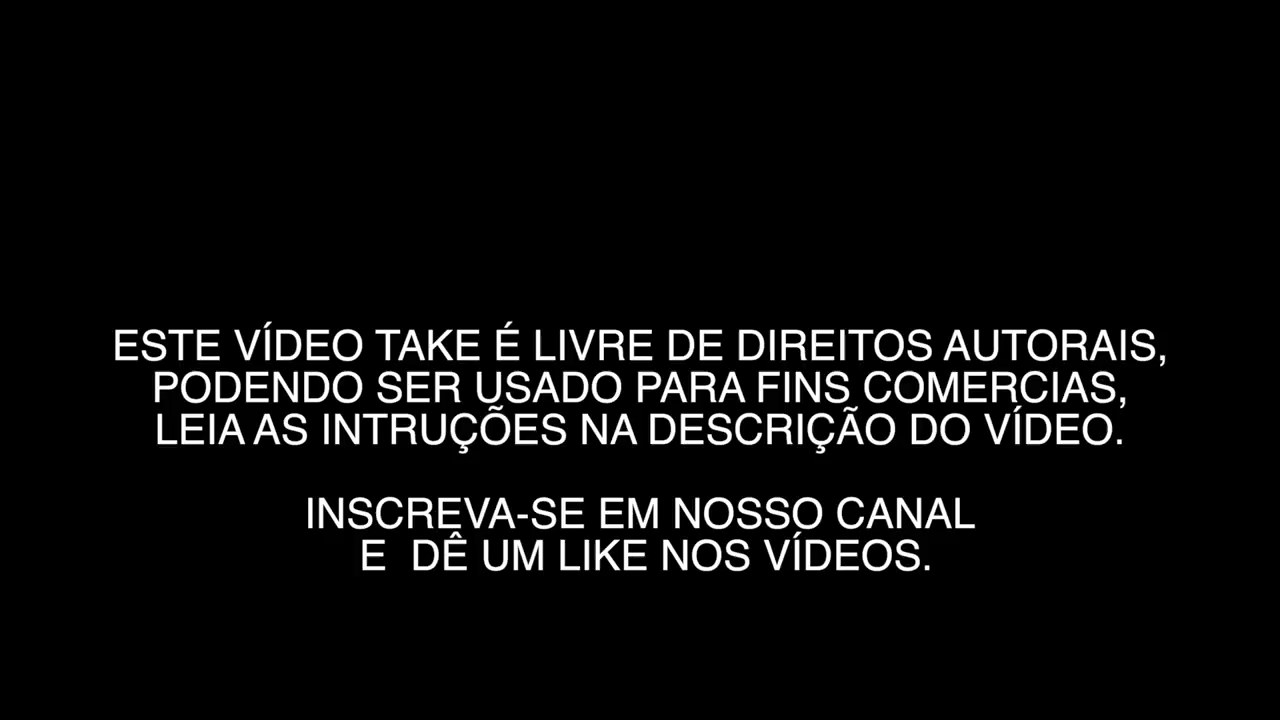 ESTE VÍDEO TAKE É LIVRE DE DIREITOS AUTORAIS,
PODENDO SER USADO PARA FINS COMERCIAS,
LEIA AS INTRUÇÕES NA DESCRIÇÃO DO VÍDEO.
INSCREVA-SE EM NOSSO CANAL
E  DÊ UM LIKE NOS VÍDEOS.